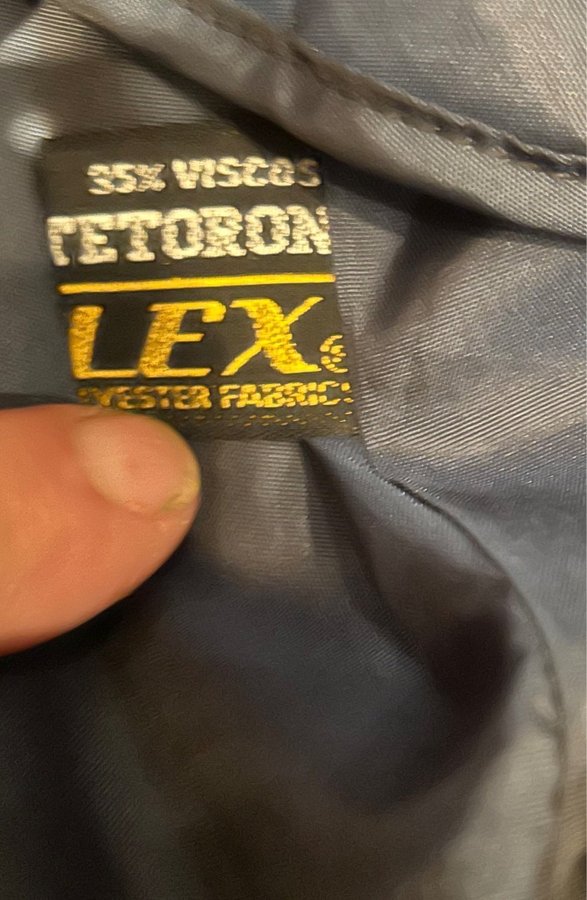 35% VISCOS
TETORON
LEX
YESTER FABRIC